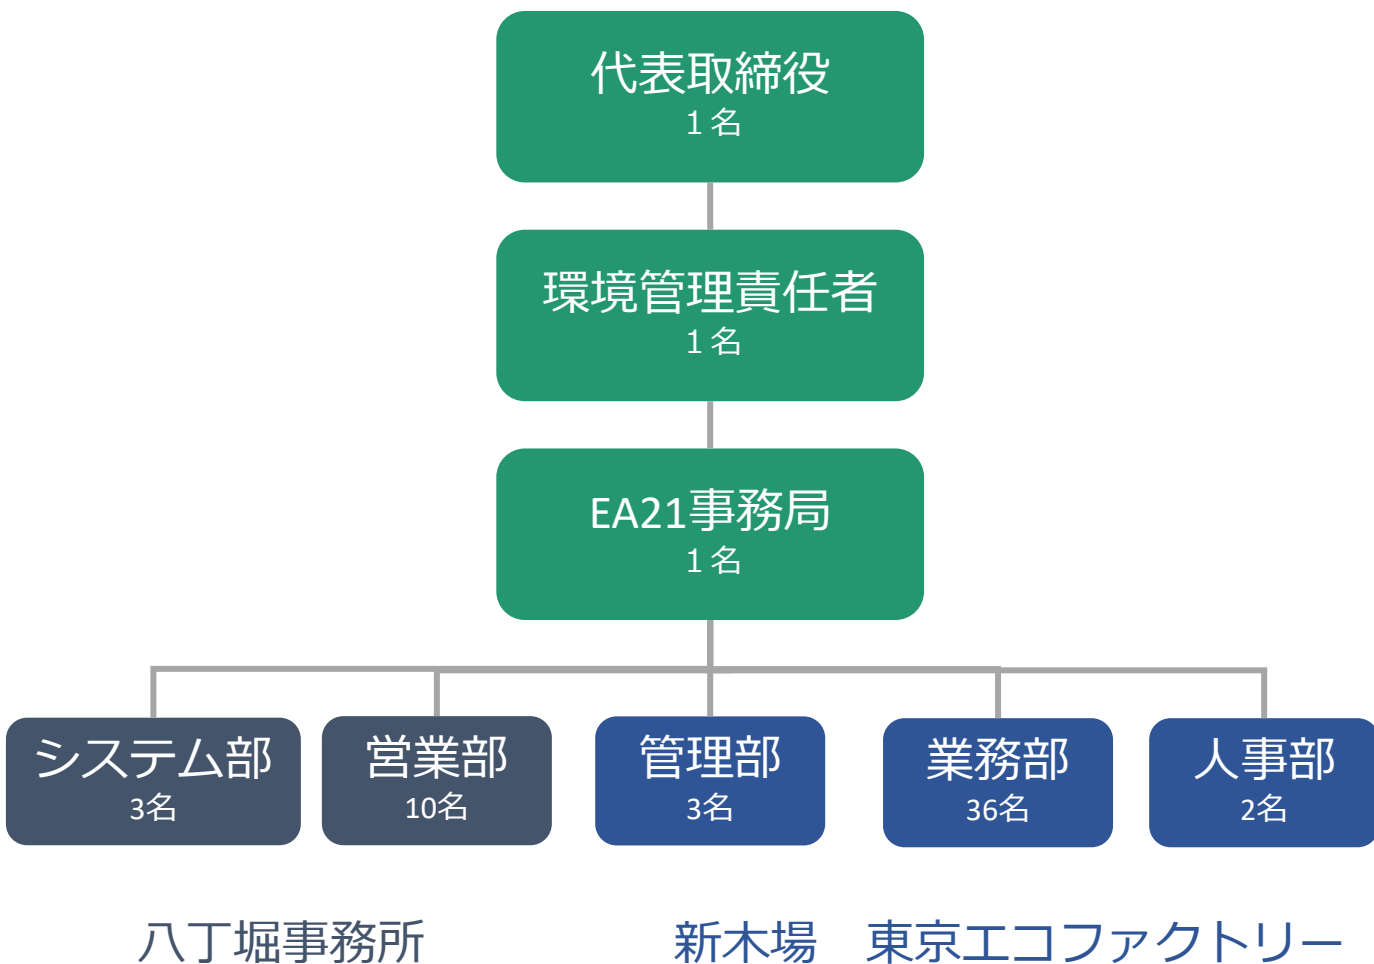 代表取締役
１名
環境管理責任者
１名
EA21事務局
１名
システム部
3名
営業部
10名
管理部
3名
業務部
36名
人事部
2名
八丁堀事務所
新木場　東京エコファクトリー